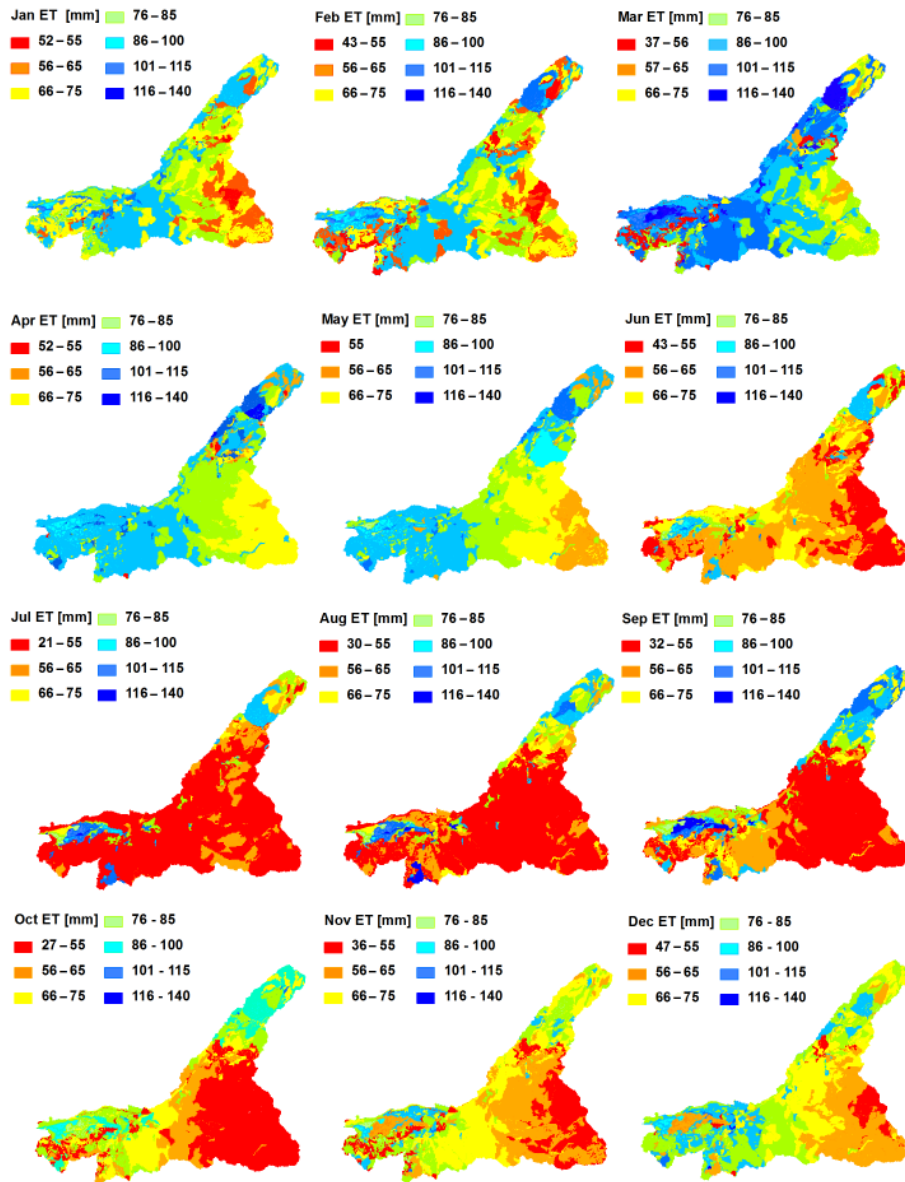 Jan ET [mm] 76 – 85
52 – 55 86 – 100
56 – 65 101 – 115
66 – 75 116 – 140
Feb ET [mm] 76 – 85
43 – 55 86 – 100
56 – 65 101 – 115
66 – 75 116 – 140
Mar ET [mm] 76 – 85
37 – 56 86 – 100
57 – 65 101 – 115
66 – 75 116 – 140
Apr ET [mm] 76 – 85
52 – 55 86 – 100
56 – 65 101 – 115
66 – 75 116 – 140
May ET [mm] 76 – 85
55 86 – 100
56 – 65 101 – 115
66 – 75 116 – 140
Jun ET [mm] 76 – 85
43 – 55 86 – 100
56 – 65 101 – 115
66 – 75 116 – 140
Jul ET [mm] 76 – 85
21 – 55 86 – 100
56 – 65 101 – 115
66 – 75 116 – 140
Aug ET [mm] 76 – 85
30 – 55 86 – 100
56 – 65 101 – 115
66 – 75 116 – 140
Sep ET [mm] 76 – 85
32 – 55 86 – 100
56 – 65 101 – 115
66 – 75 116 – 140
Oct ET [mm] 76 - 85
27 – 55 86 – 100
56 – 65 101 - 115
66 – 75 116 - 140
Nov ET [mm] 76 - 85
36 – 55 86 - 100
56 – 65 101 - 115
66 – 75 116 - 140
Dec ET [mm] 76 - 85
47 – 55 86 - 100
56 – 65 101 - 115
66 – 75 116 - 140